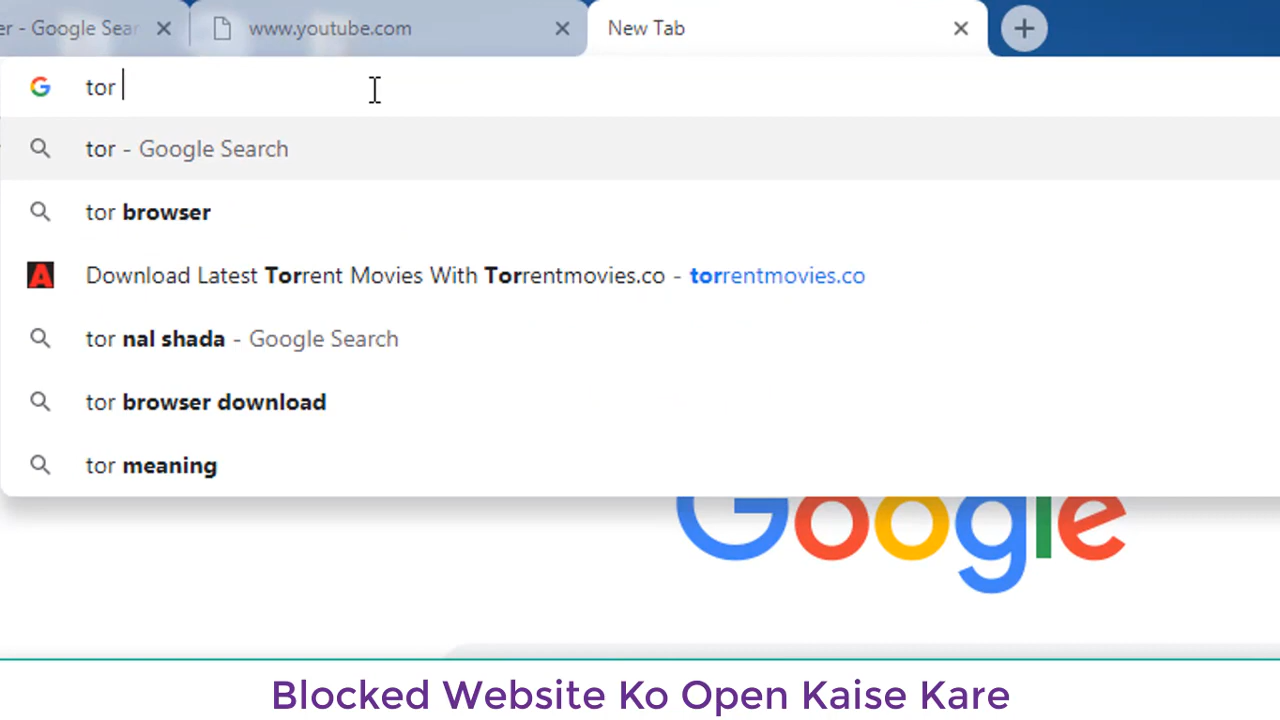 er - Google Sear
www.youtube.com
New Tab
tor
tor - Google Search
tor browser
Download Latest Torrent Movies With Torrentmovies.co - torrentmovies.co
tor nal shada - Google Search
tor browser download
tor meaning
Google
Blocked Website Ko Open Kaise Kare